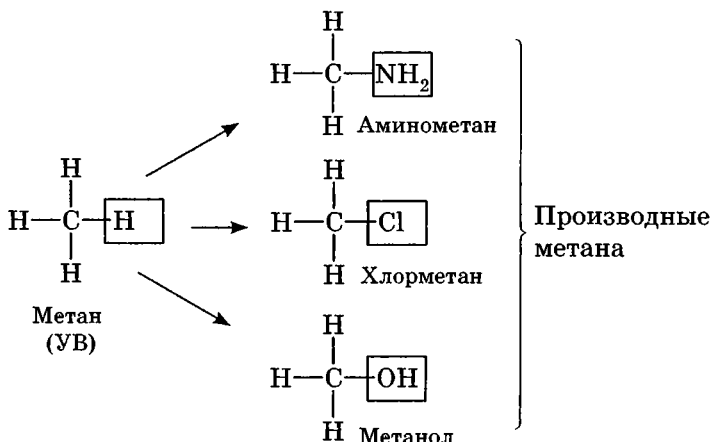 H
H—C—NH₂
H Аминометан
H
H—C—H
H
Метан
(УВ)
H
H—C—Cl
H
Хлорметан
H
H—C—OH
H Метанол
Производные
метана